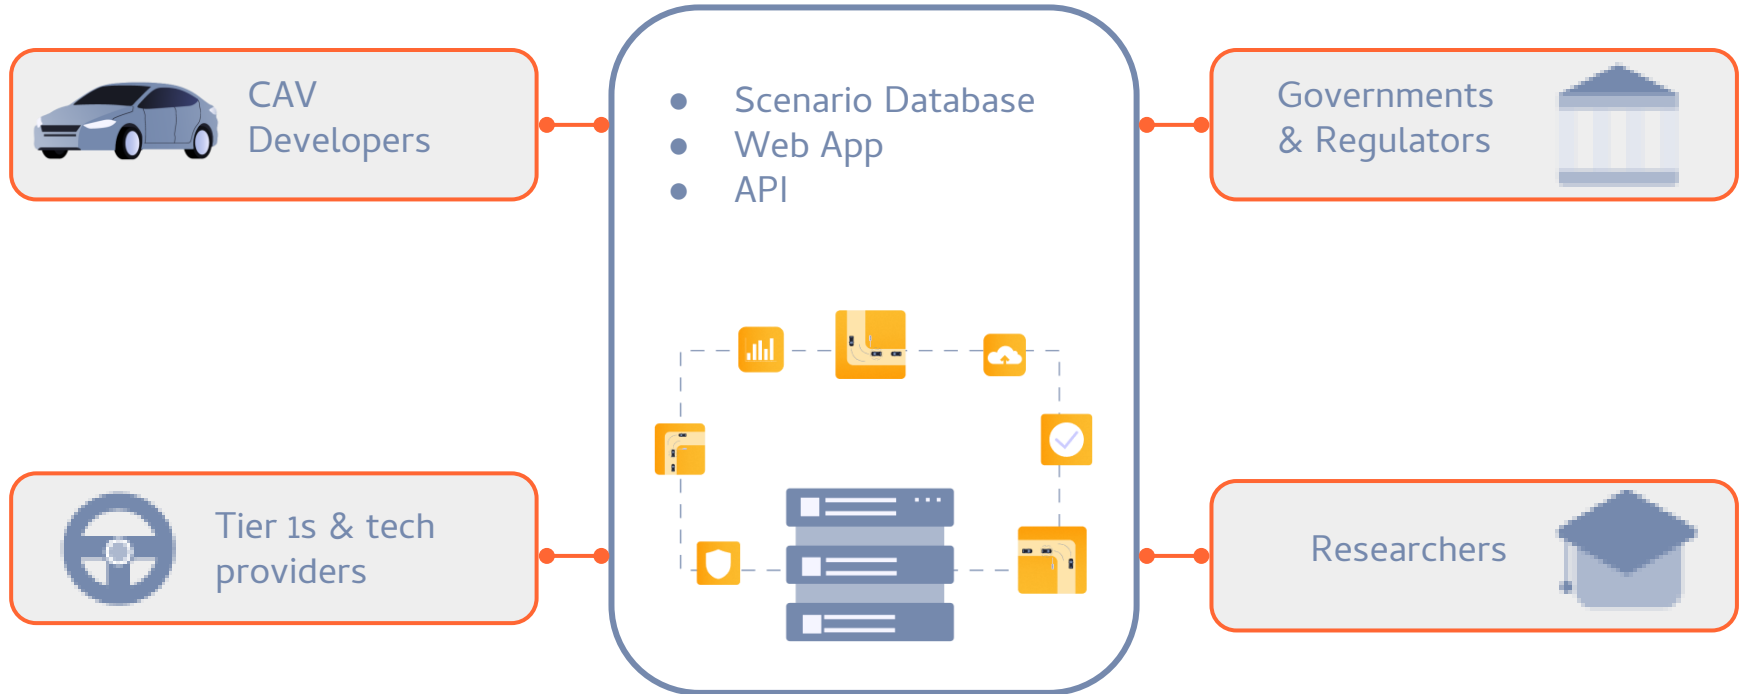 CAV
Developers
● Scenario Database
● Web App
● API
Governments
& Regulators
Tier 1s & tech
providers
Researchers